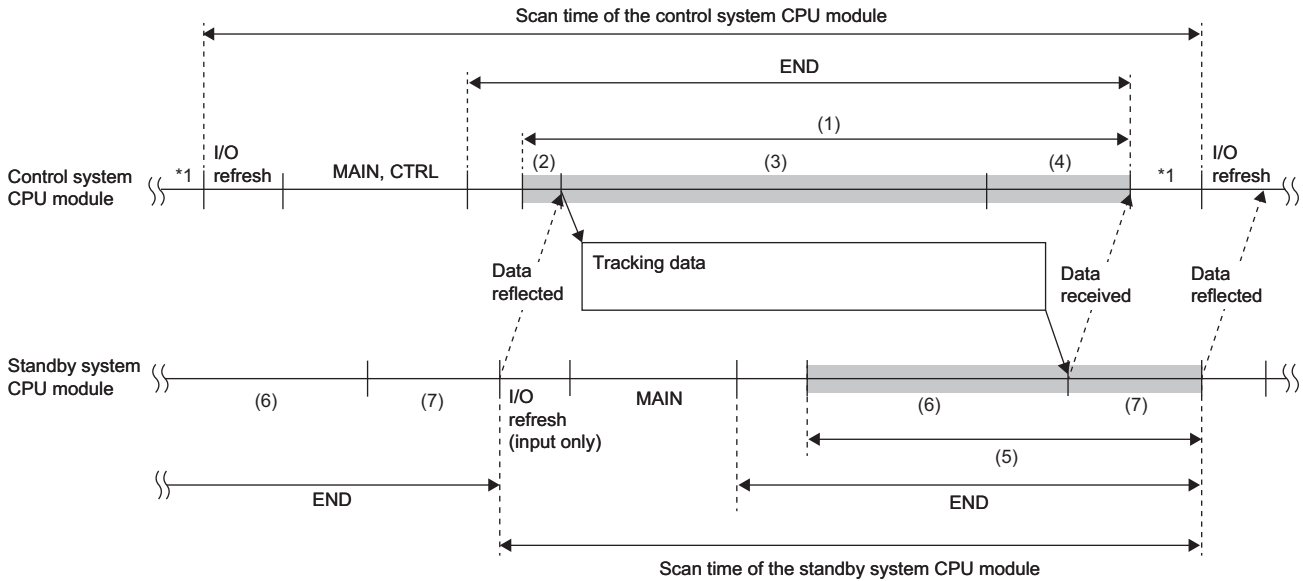 Scan time of the control system CPU module
END
(1)
*1
I/O
refresh
MAIN, CTRL
(2)
(3)
(4)
*1
I/O
refresh
Control system
CPU module
Data
reflected
Tracking data
Data
received
Data
reflected
Standby system
CPU module
(6)
(7)
I/O
refresh
(input only)
MAIN
(6)
(7)
(5)
END
END
Scan time of the standby system CPU module